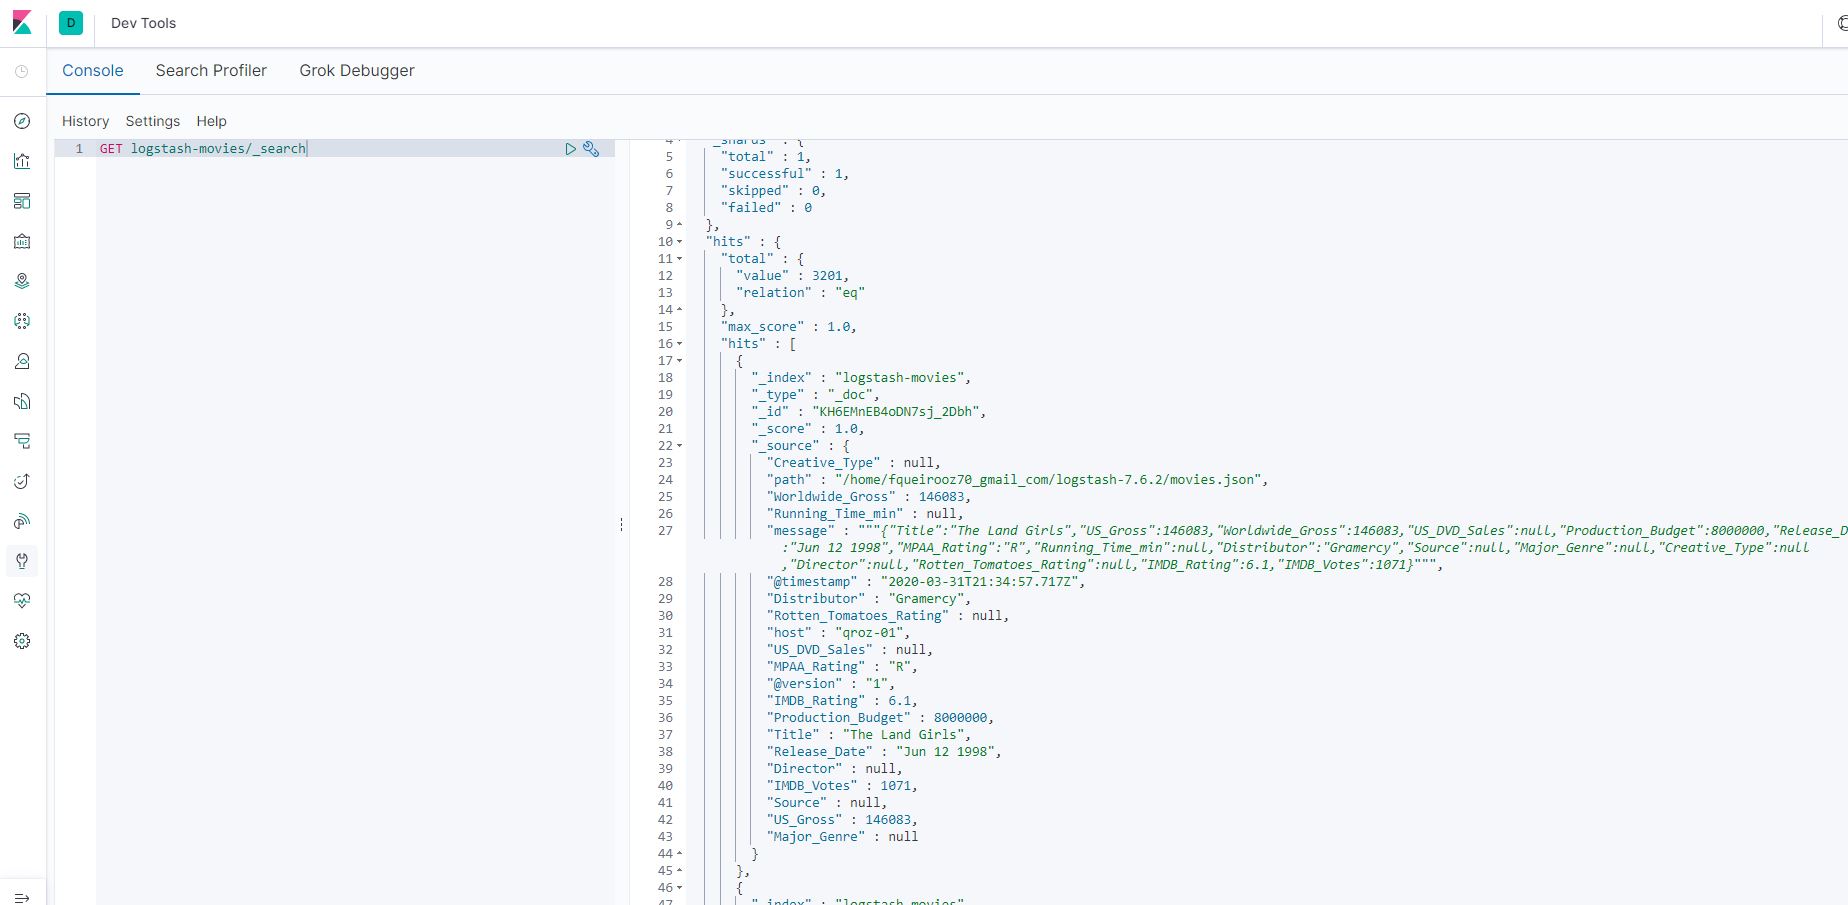 D Dev Tools
Console Search Profiler Grok Debugger
History Settings Help
1 GET logstash-movies/_search
4 "_shards" : {
5 "total" : 1,
6 "successful" : 1,
7 "skipped" : 0,
8 "failed" : 0
9 },
10 "hits" : {
11 "total" : {
12 "value" : 3201,
13 "relation" : "eq"
14 },
15 "max_score" : 1.0,
16 "hits" : [
17 {
18 "_index" : "logstash-movies",
19 "_type" : "_doc",
20 "_id" : "KH6EMnEB4oDN7sj_2Dbh",
21 "_score" : 1.0,
22 "_source" : {
23 "Creative_Type" : null,
24 "path" : "/home/fqueirooz70_gmail_com/logstash-7.6.2/movies.json",
25 "Worldwide_Gross" : 146083,
26 "Running_Time_min" : null,
27 "message" : """{"Title":"The Land Girls","US_Gross":146083,"Worldwide_Gross":146083,"US_DVD_Sales":null,"Production_Budget":8000000,"Release_D
:"Jun 12 1998","MPAA_Rating":"R","Running_Time_min":null,"Distributor":"Gramercy","Source":null,"Major_Genre":null,"Creative_Type":null
,"Director":null,"Rotten_Tomatoes_Rating":null,"IMDB_Rating":6.1,"IMDB_Votes":1071}""",
28 "@timestamp" : "2020-03-31T21:34:57.717Z",
29 "Distributor" : "Gramercy",
30 "Rotten_Tomatoes_Rating" : null,
31 "host" : "qroz-01",
32 "US_DVD_Sales" : null,
33 "MPAA_Rating" : "R",
34 "@version" : "1",
35 "IMDB_Rating" : 6.1,
36 "Production_Budget" : 8000000,
37 "Title" : "The Land Girls",
38 "Release_Date" : "Jun 12 1998",
39 "Director" : null,
40 "IMDB_Votes" : 1071,
41 "Source" : null,
42 "US_Gross" : 146083,
43 "Major_Genre" : null
44 }
45 },
46 {
47 "_index" : "logstash-movies"